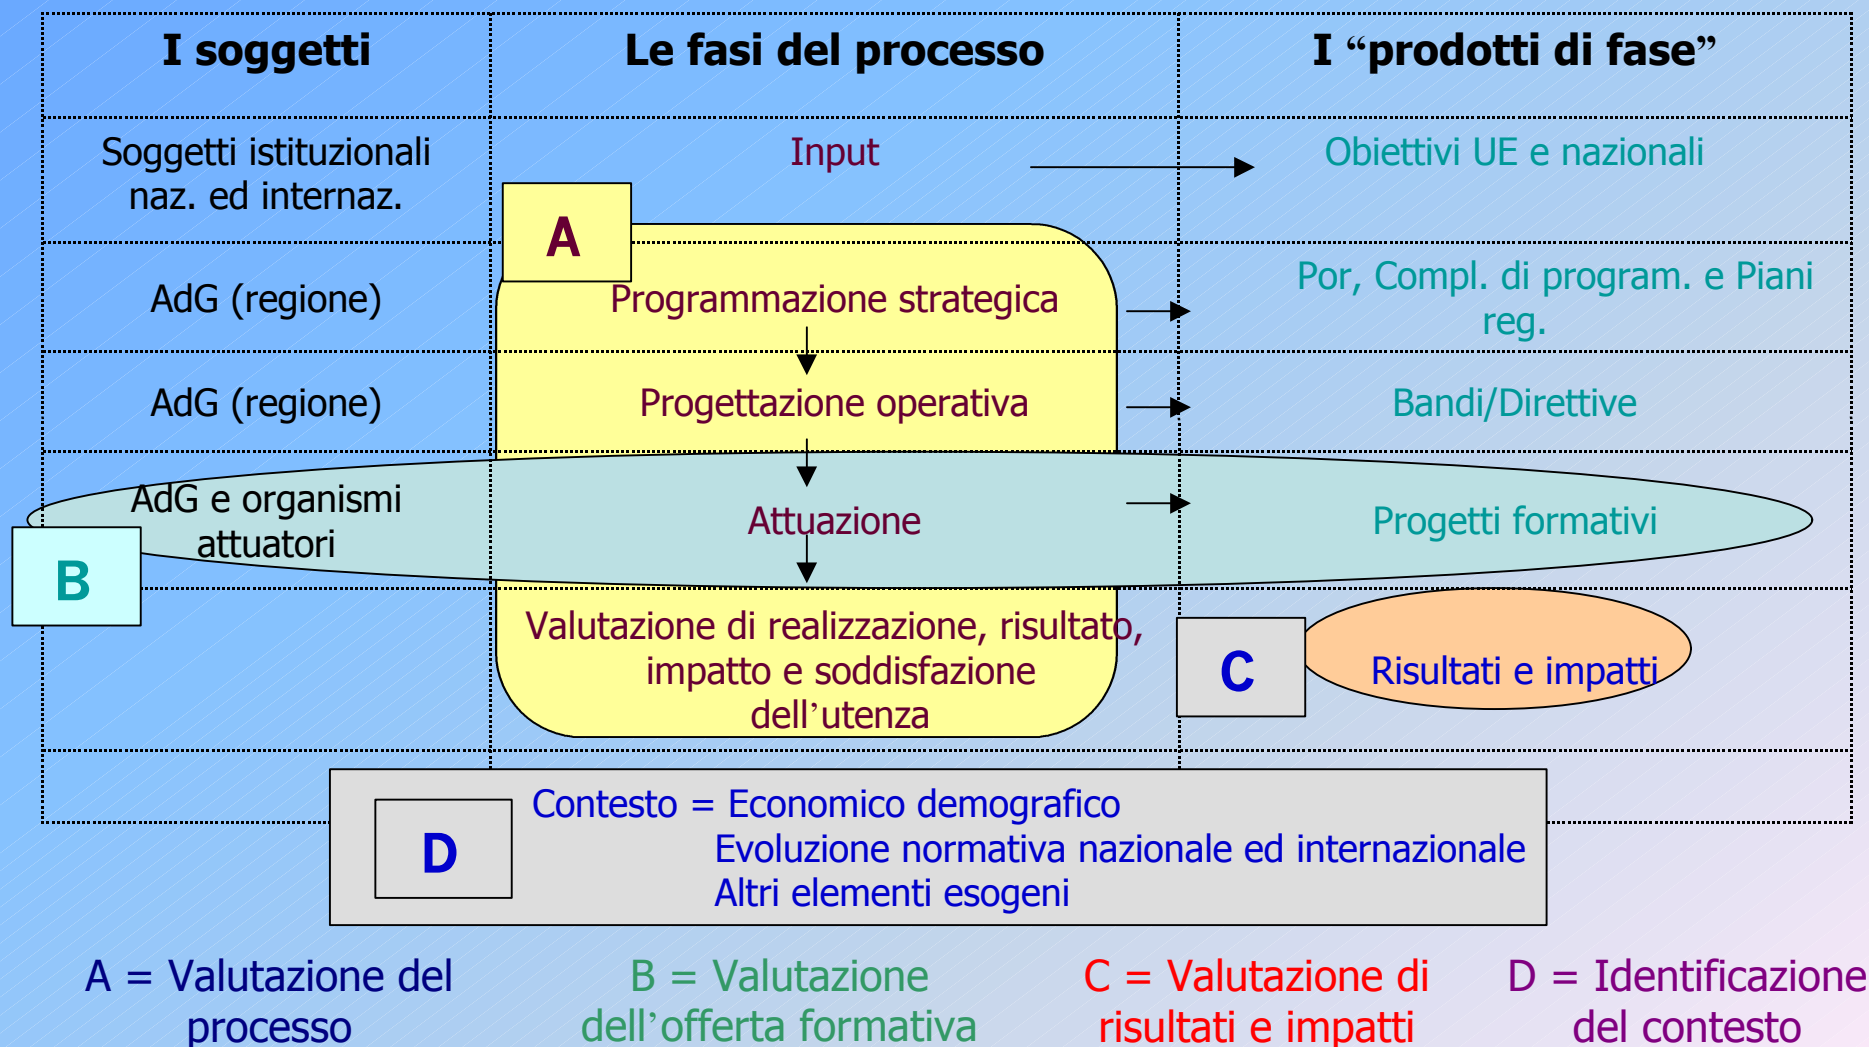 I soggetti
Le fasi del processo
I “prodotti di fase”
Soggetti istituzionali
naz. ed internaz.
Input
Obiettivi UE e nazionali
A
AdG (regione)
Programmazione strategica
Por, Compl. di program. e Piani
reg.
AdG (regione)
Progettazione operativa
Bandi/Direttive
AdG e organismi
attuatori
Attuazione
Progetti formativi
B
Valutazione di realizzazione, risultato,
impatto e soddisfazione
dell’utenza
C
Risultati e impatti
D
Contesto = Economico demografico
Evoluzione normativa nazionale ed internazionale
Altri elementi esogeni
A = Valutazione del
processo
B = Valutazione
dell’offerta formativa
C = Valutazione di
risultati e impatti
D = Identificazione
del contesto